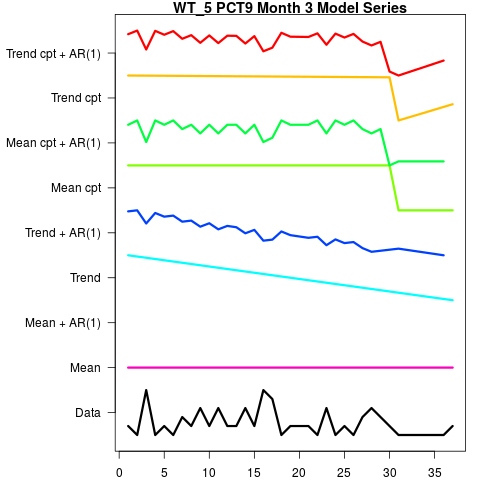 WT_5 PCT9 Month 3 Model Series
Trend cpt + AR(1)
Trend cpt
Mean cpt + AR(1)
Mean cpt
Trend + AR(1)
Trend
Mean + AR(1)
Mean
Data
0 5 10 15 20 25 30 35